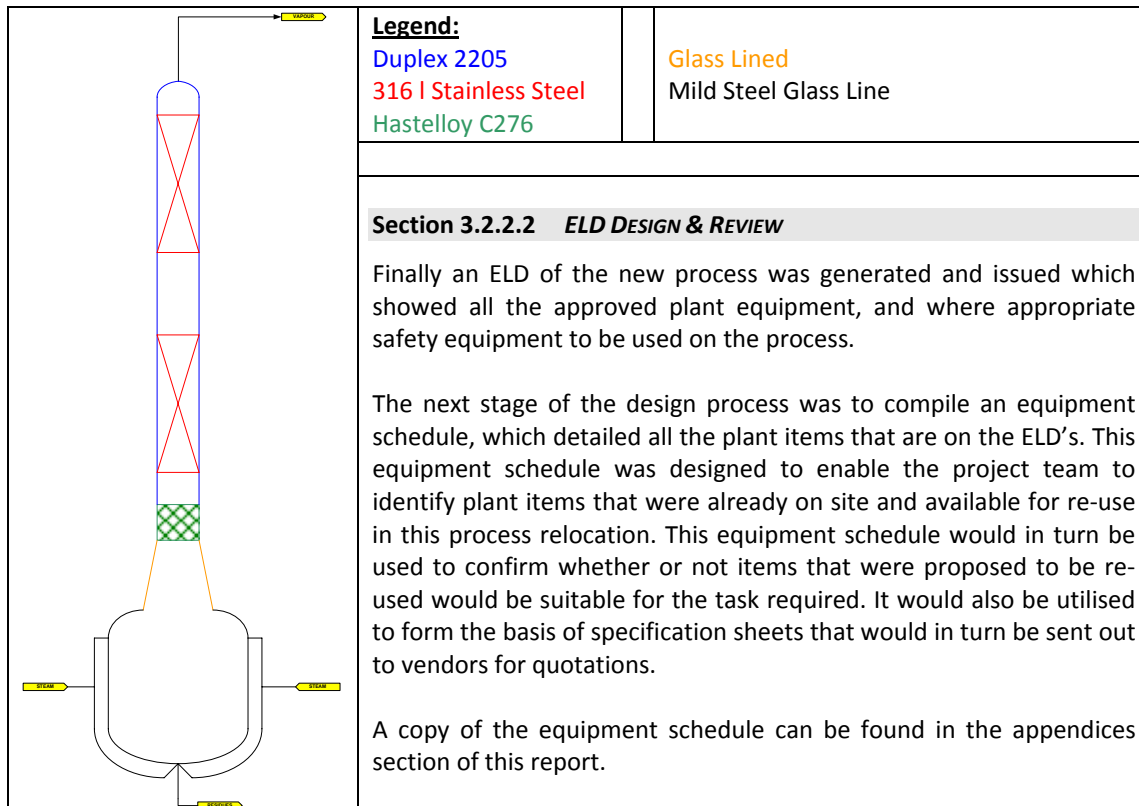 VAPOUR
STEAM
STEAM
RESIDUES
Legend:
Duplex 2205
316 l Stainless Steel
Hastelloy C276
Glass Lined
Mild Steel Glass Line
Section 3.2.2.2 ELD DESIGN & REVIEW
Finally an ELD of the new process was generated and issued which
showed all the approved plant equipment, and where appropriate
safety equipment to be used on the process.
The next stage of the design process was to compile an equipment
schedule, which detailed all the plant items that are on the ELD’s. This
equipment schedule was designed to enable the project team to
identify plant items that were already on site and available for re-use
in this process relocation. This equipment schedule would in turn be
used to confirm whether or not items that were proposed to be re-
used would be suitable for the task required. It would also be utilised
to form the basis of specification sheets that would in turn be sent out
to vendors for quotations.
A copy of the equipment schedule can be found in the appendices
section of this report.